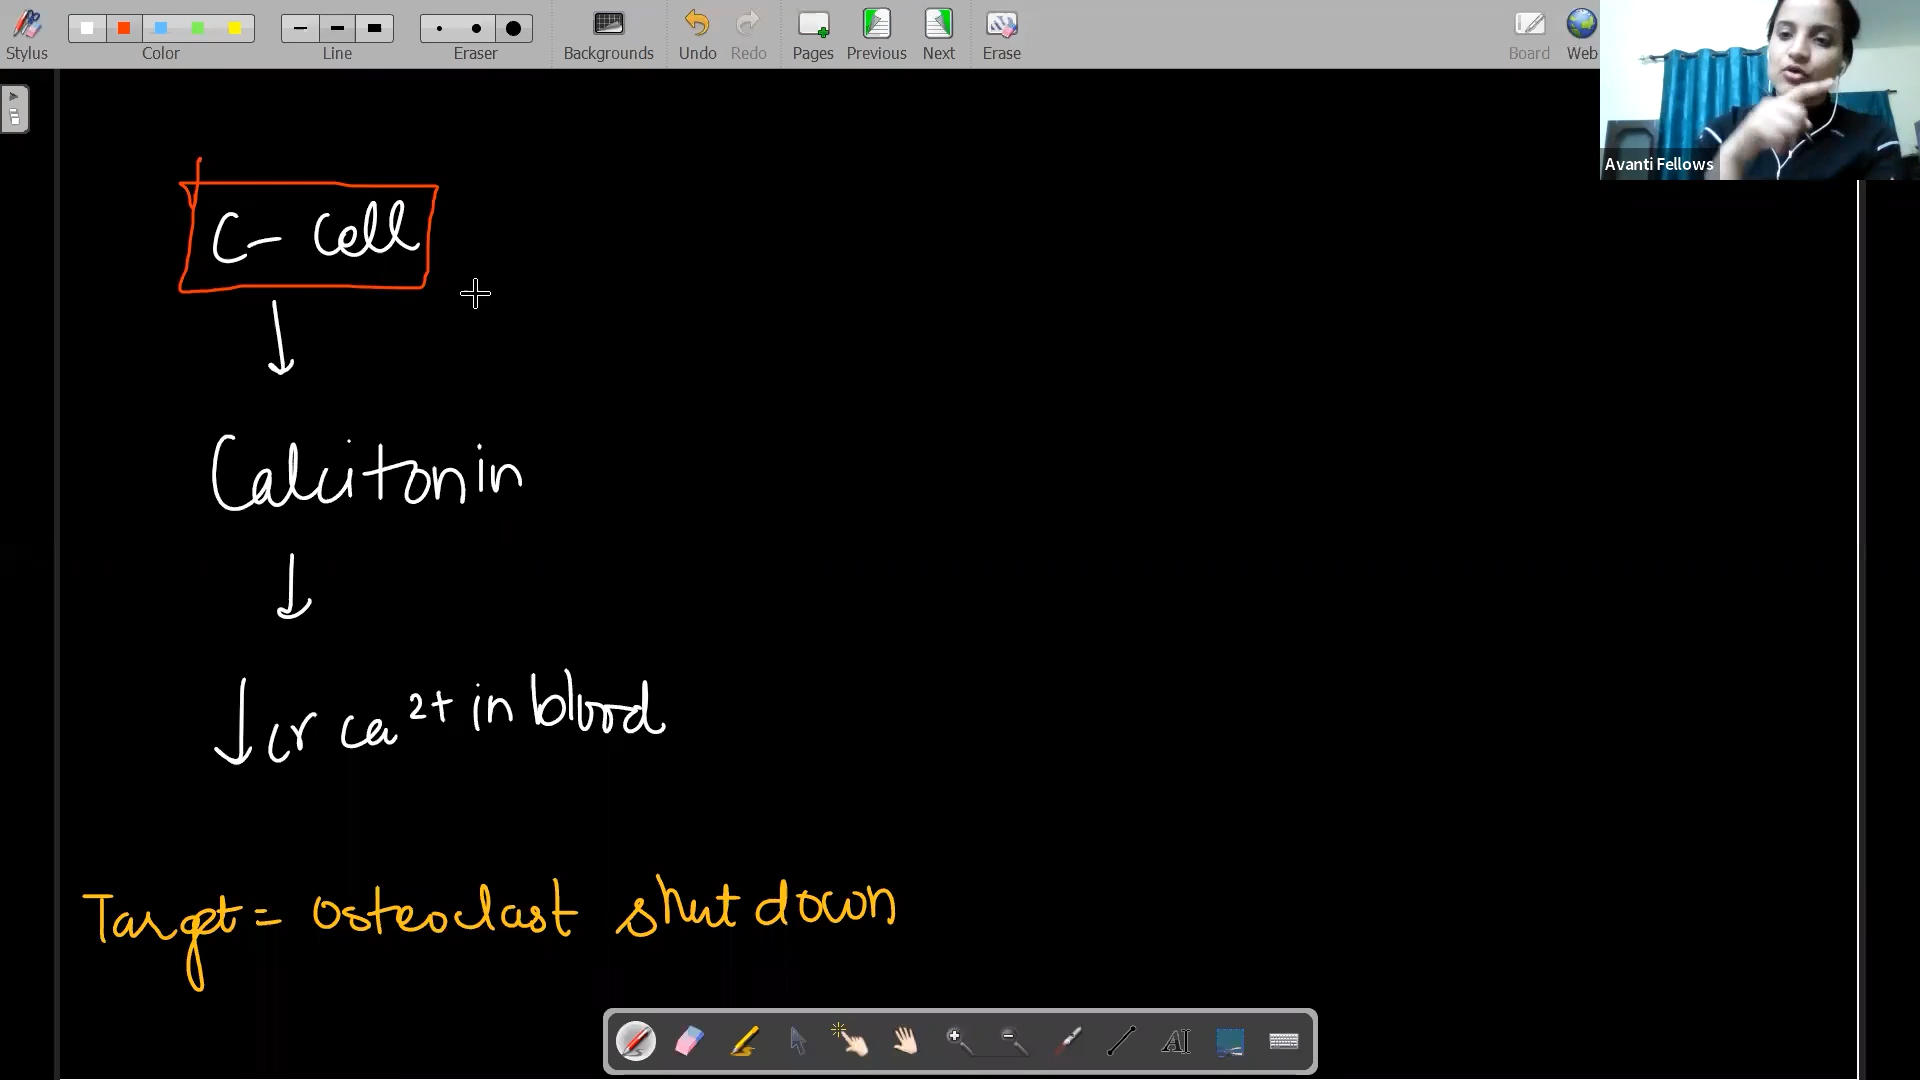 Stylus Color Line Eraser Backgrounds Undo Redo Pages Previous Next Erase Board Web
Avanti Fellows
C- Cell
↓
Calcitonin
↓
↓cr ca²⁺ in blood
Target = osteoclast shut down